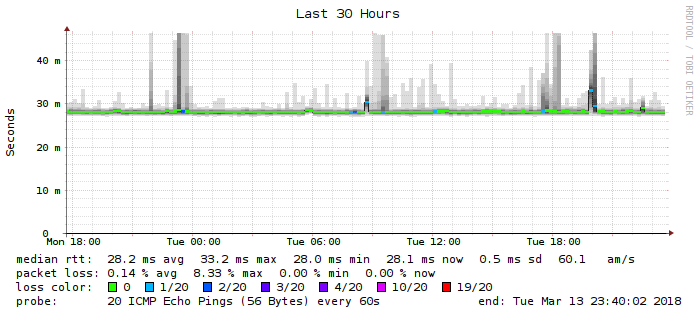 Last 30 Hours
RRDTOOL / TOBI OETIKER
Seconds
40 m
30 m
20 m
10 m
0
Mon 18:00 Tue 00:00 Tue 06:00 Tue 12:00 Tue 18:00
median rtt: 28.2 ms avg 33.2 ms max 28.0 ms min 28.1 ms now 0.5 ms sd 60.1 am/s
packet loss: 0.14 % avg 8.33 % max 0.00 % min 0.00 % now
loss color: 0 1/20 2/20 3/20 4/20 10/20 19/20
probe: 20 ICMP Echo Pings (56 Bytes) every 60s end: Tue Mar 13 23:40:02 2018